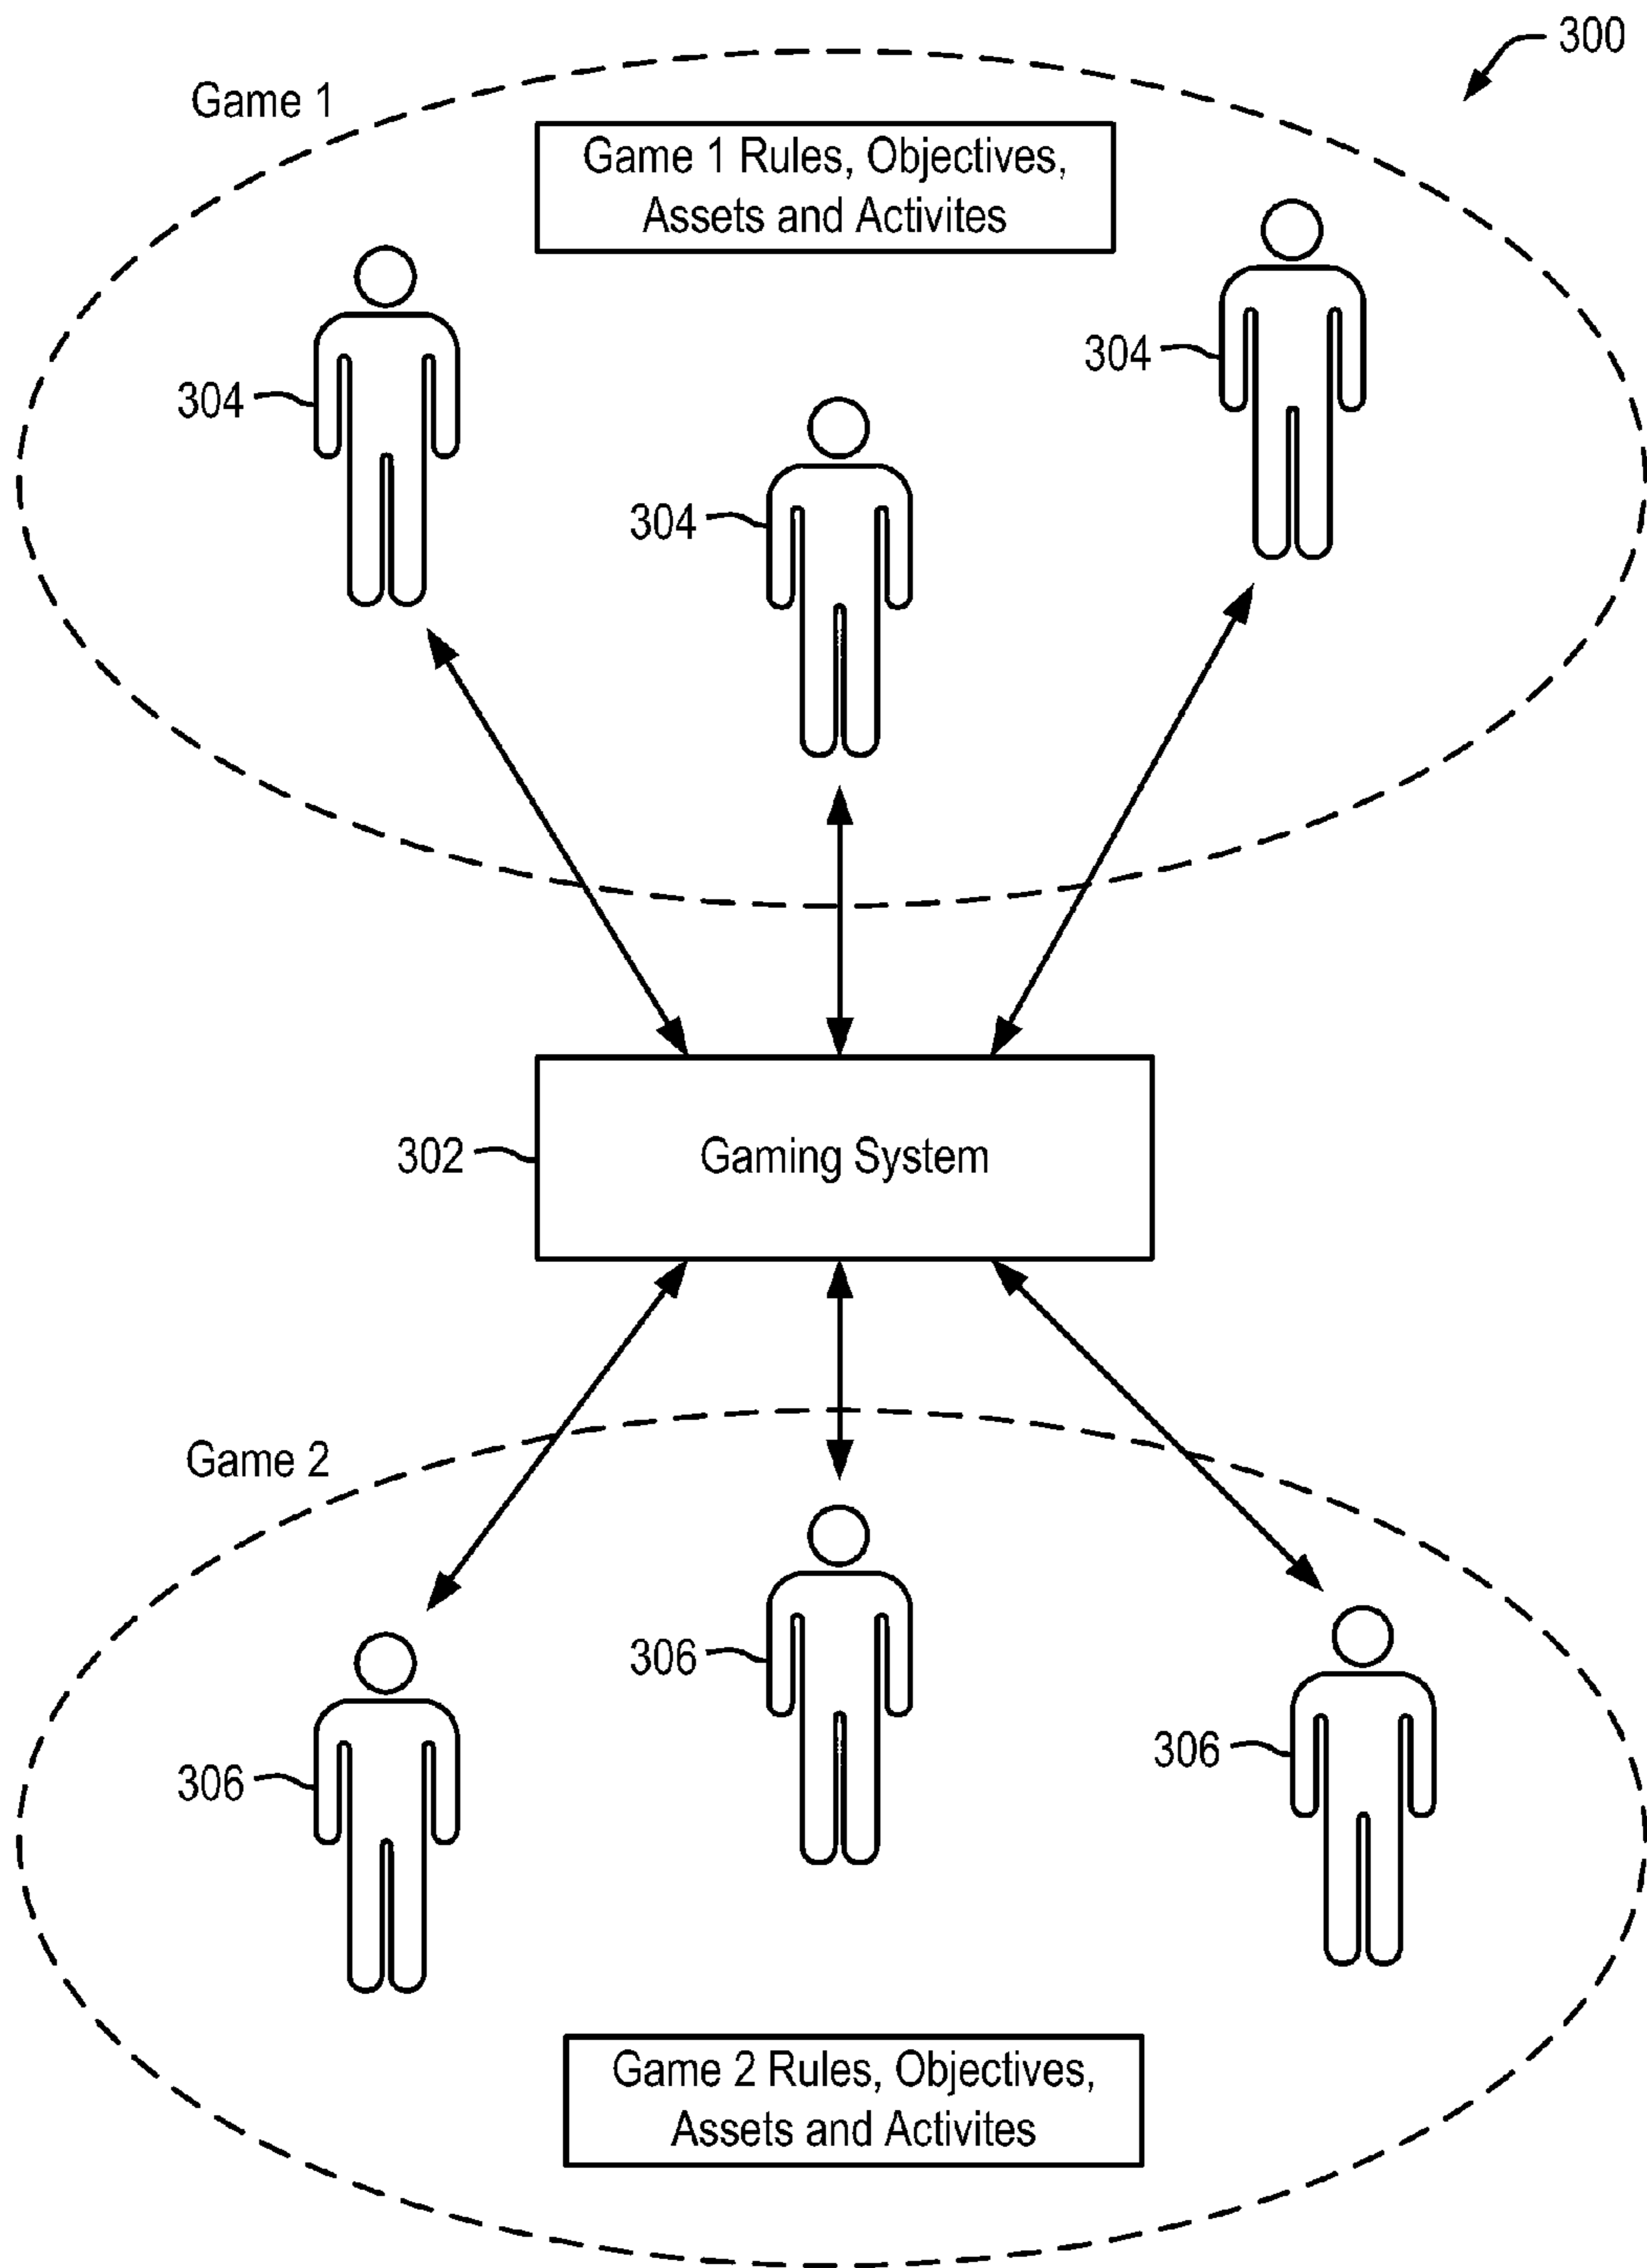 300
Game 1
Game 1 Rules, Objectives,
Assets and Activites
304
304
304
302
Gaming System
Game 2
306
306
306
Game 2 Rules, Objectives,
Assets and Activites